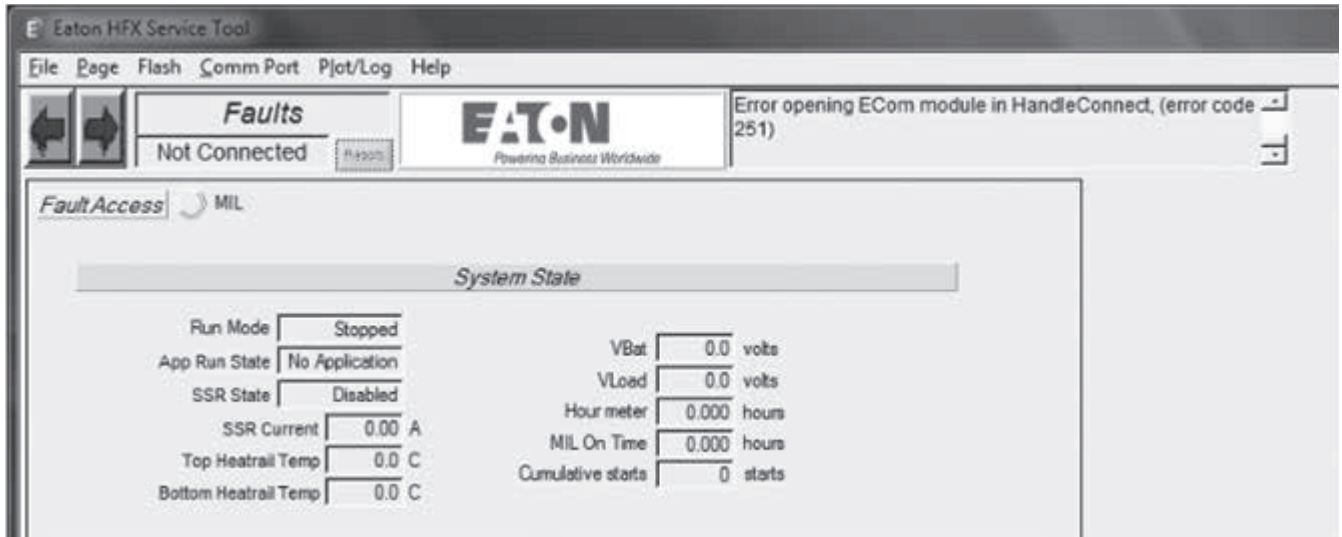 Eaton HFX Service Tool
File Page Flash Comm Port Plot/Log Help
Faults
Not Connected
EATON
Powering Business Worldwide
Error opening ECom module in HandleConnect, (error code
251)
Fault Access MIL
System State
Run Mode Stopped
App Run State No Application
SSR State Disabled
SSR Current 0.00 A
Top Heatrail Temp 0.0 C
Bottom Heatrail Temp 0.0 C
VBat 0.0 volts
VLoad 0.0 volts
Hour meter 0.000 hours
MIL On Time 0.000 hours
Cumulative starts 0 starts